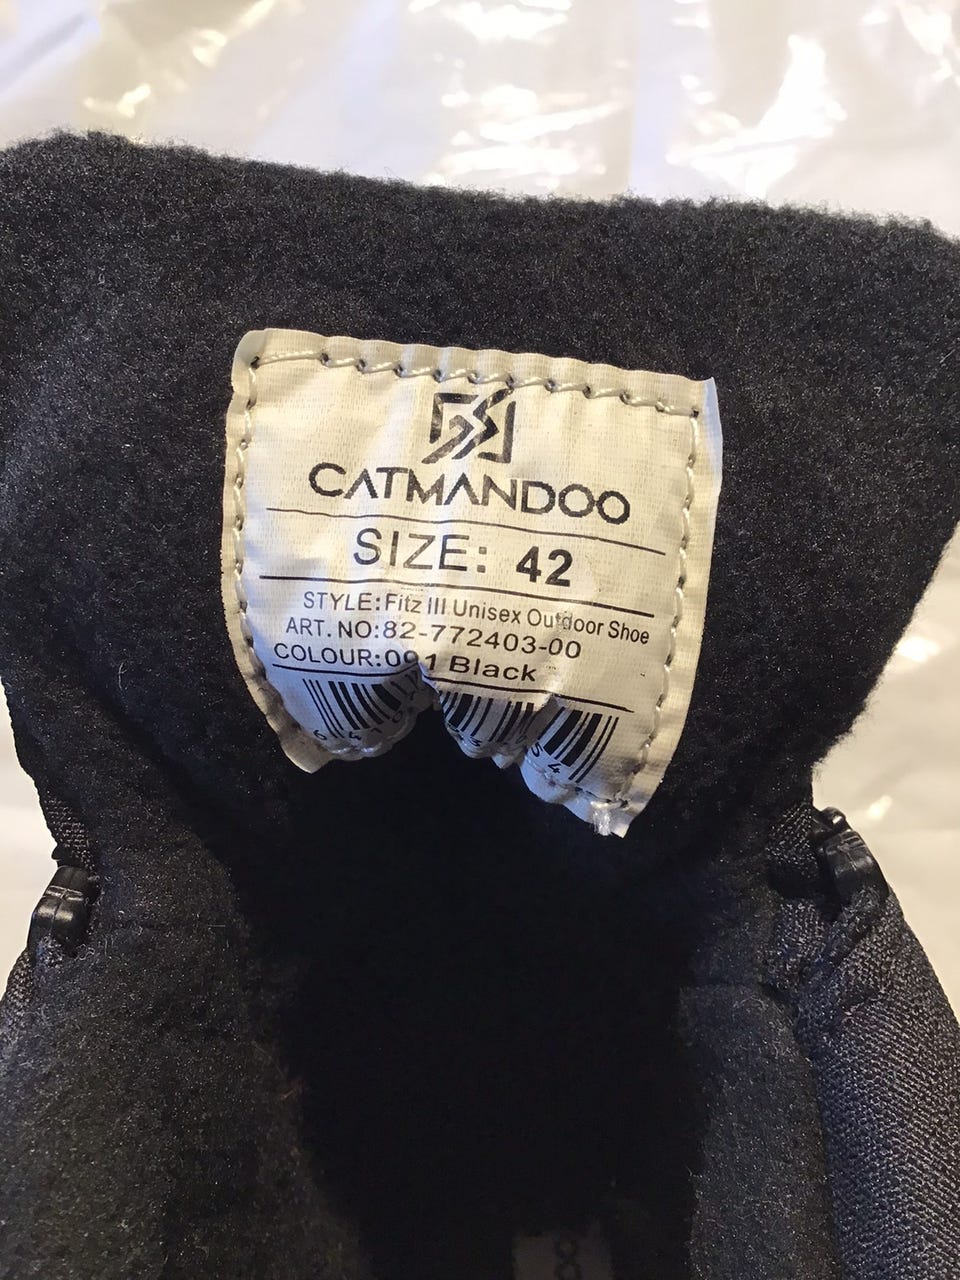 CATMANDOO
SIZE: 42
STYLE: Fitz III Unisex Outdoor Shoe
ART. NO: 82-772403-00
COLOUR: 091 Black